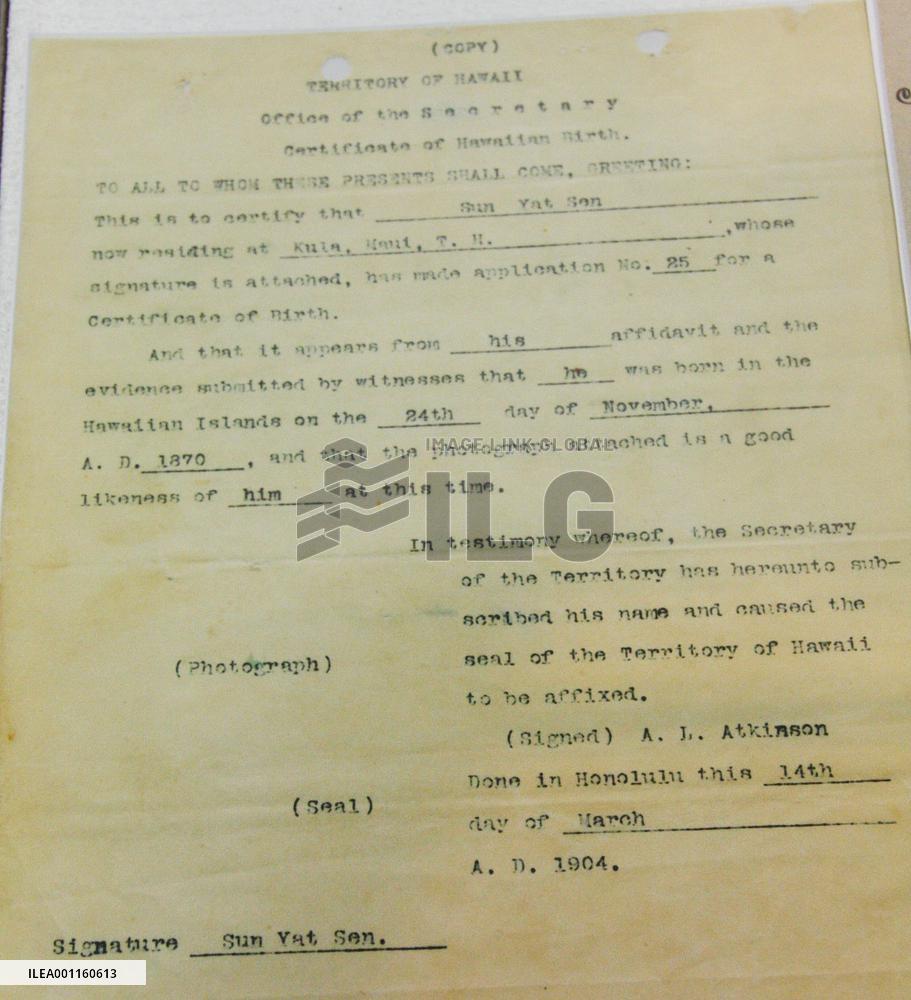 (COPY)
TERRITORY OF HAWAII
Office of the Secretary
Certificate of Hawaiian Birth.
TO ALL TO WHOM THESE PRESENTS SHALL COME, GREETING:
This is to certify that Sun Yat Sen
now residing at Kula, Maui, T. H. ,whose
signature is attached, has made application No. 25 for a
Certificate of Birth.
And that it appears from his affidavit and the
evidence submitted by witnesses that he was born in the
Hawaiian Islands on the 24th day of November,
A. D. 1870 , and that the photograph attached is a good
likeness of him at this time.
IMAGE LINK GLOBAL
ILG
In testimony whereof, the Secretary
of the Territory has hereunto sub-
scribed his name and caused the
seal of the Territory of Hawaii
to be affixed.
(Photograph)
(Signed) A. L. Atkinson
Done in Honolulu this 14th
(Seal)
day of March
A. D. 1904.
Signature Sun Yat Sen.
ILEA001160613